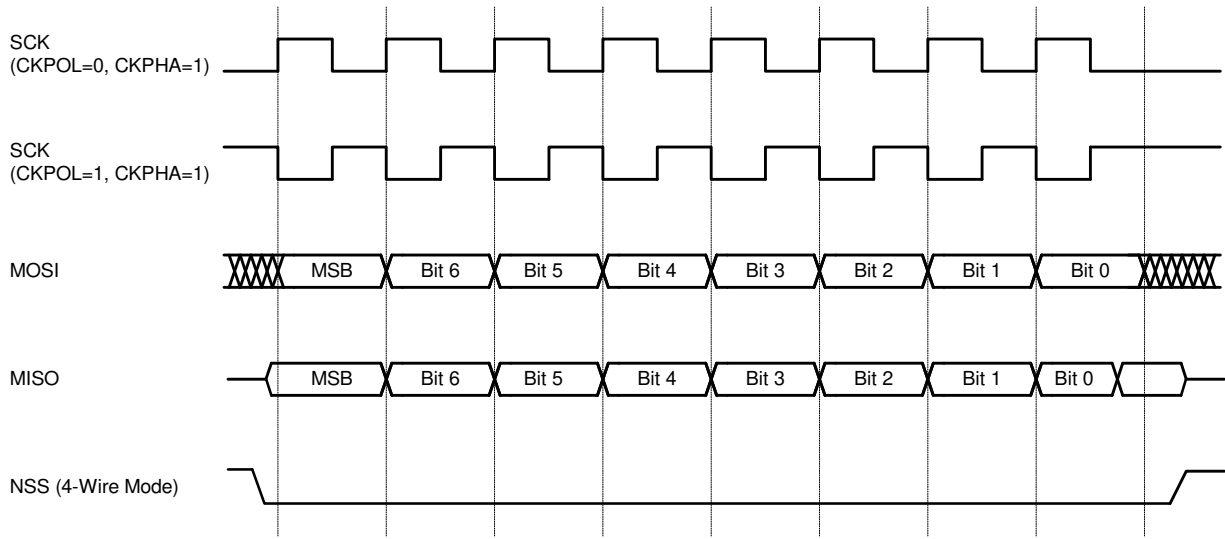 SCK
(CKPOL=0, CKPHA=1)
SCK
(CKPOL=1, CKPHA=1)
MOSI
MSB Bit 6 Bit 5 Bit 4 Bit 3 Bit 2 Bit 1 Bit 0
MISO
MSB Bit 6 Bit 5 Bit 4 Bit 3 Bit 2 Bit 1 Bit 0
NSS (4-Wire Mode)